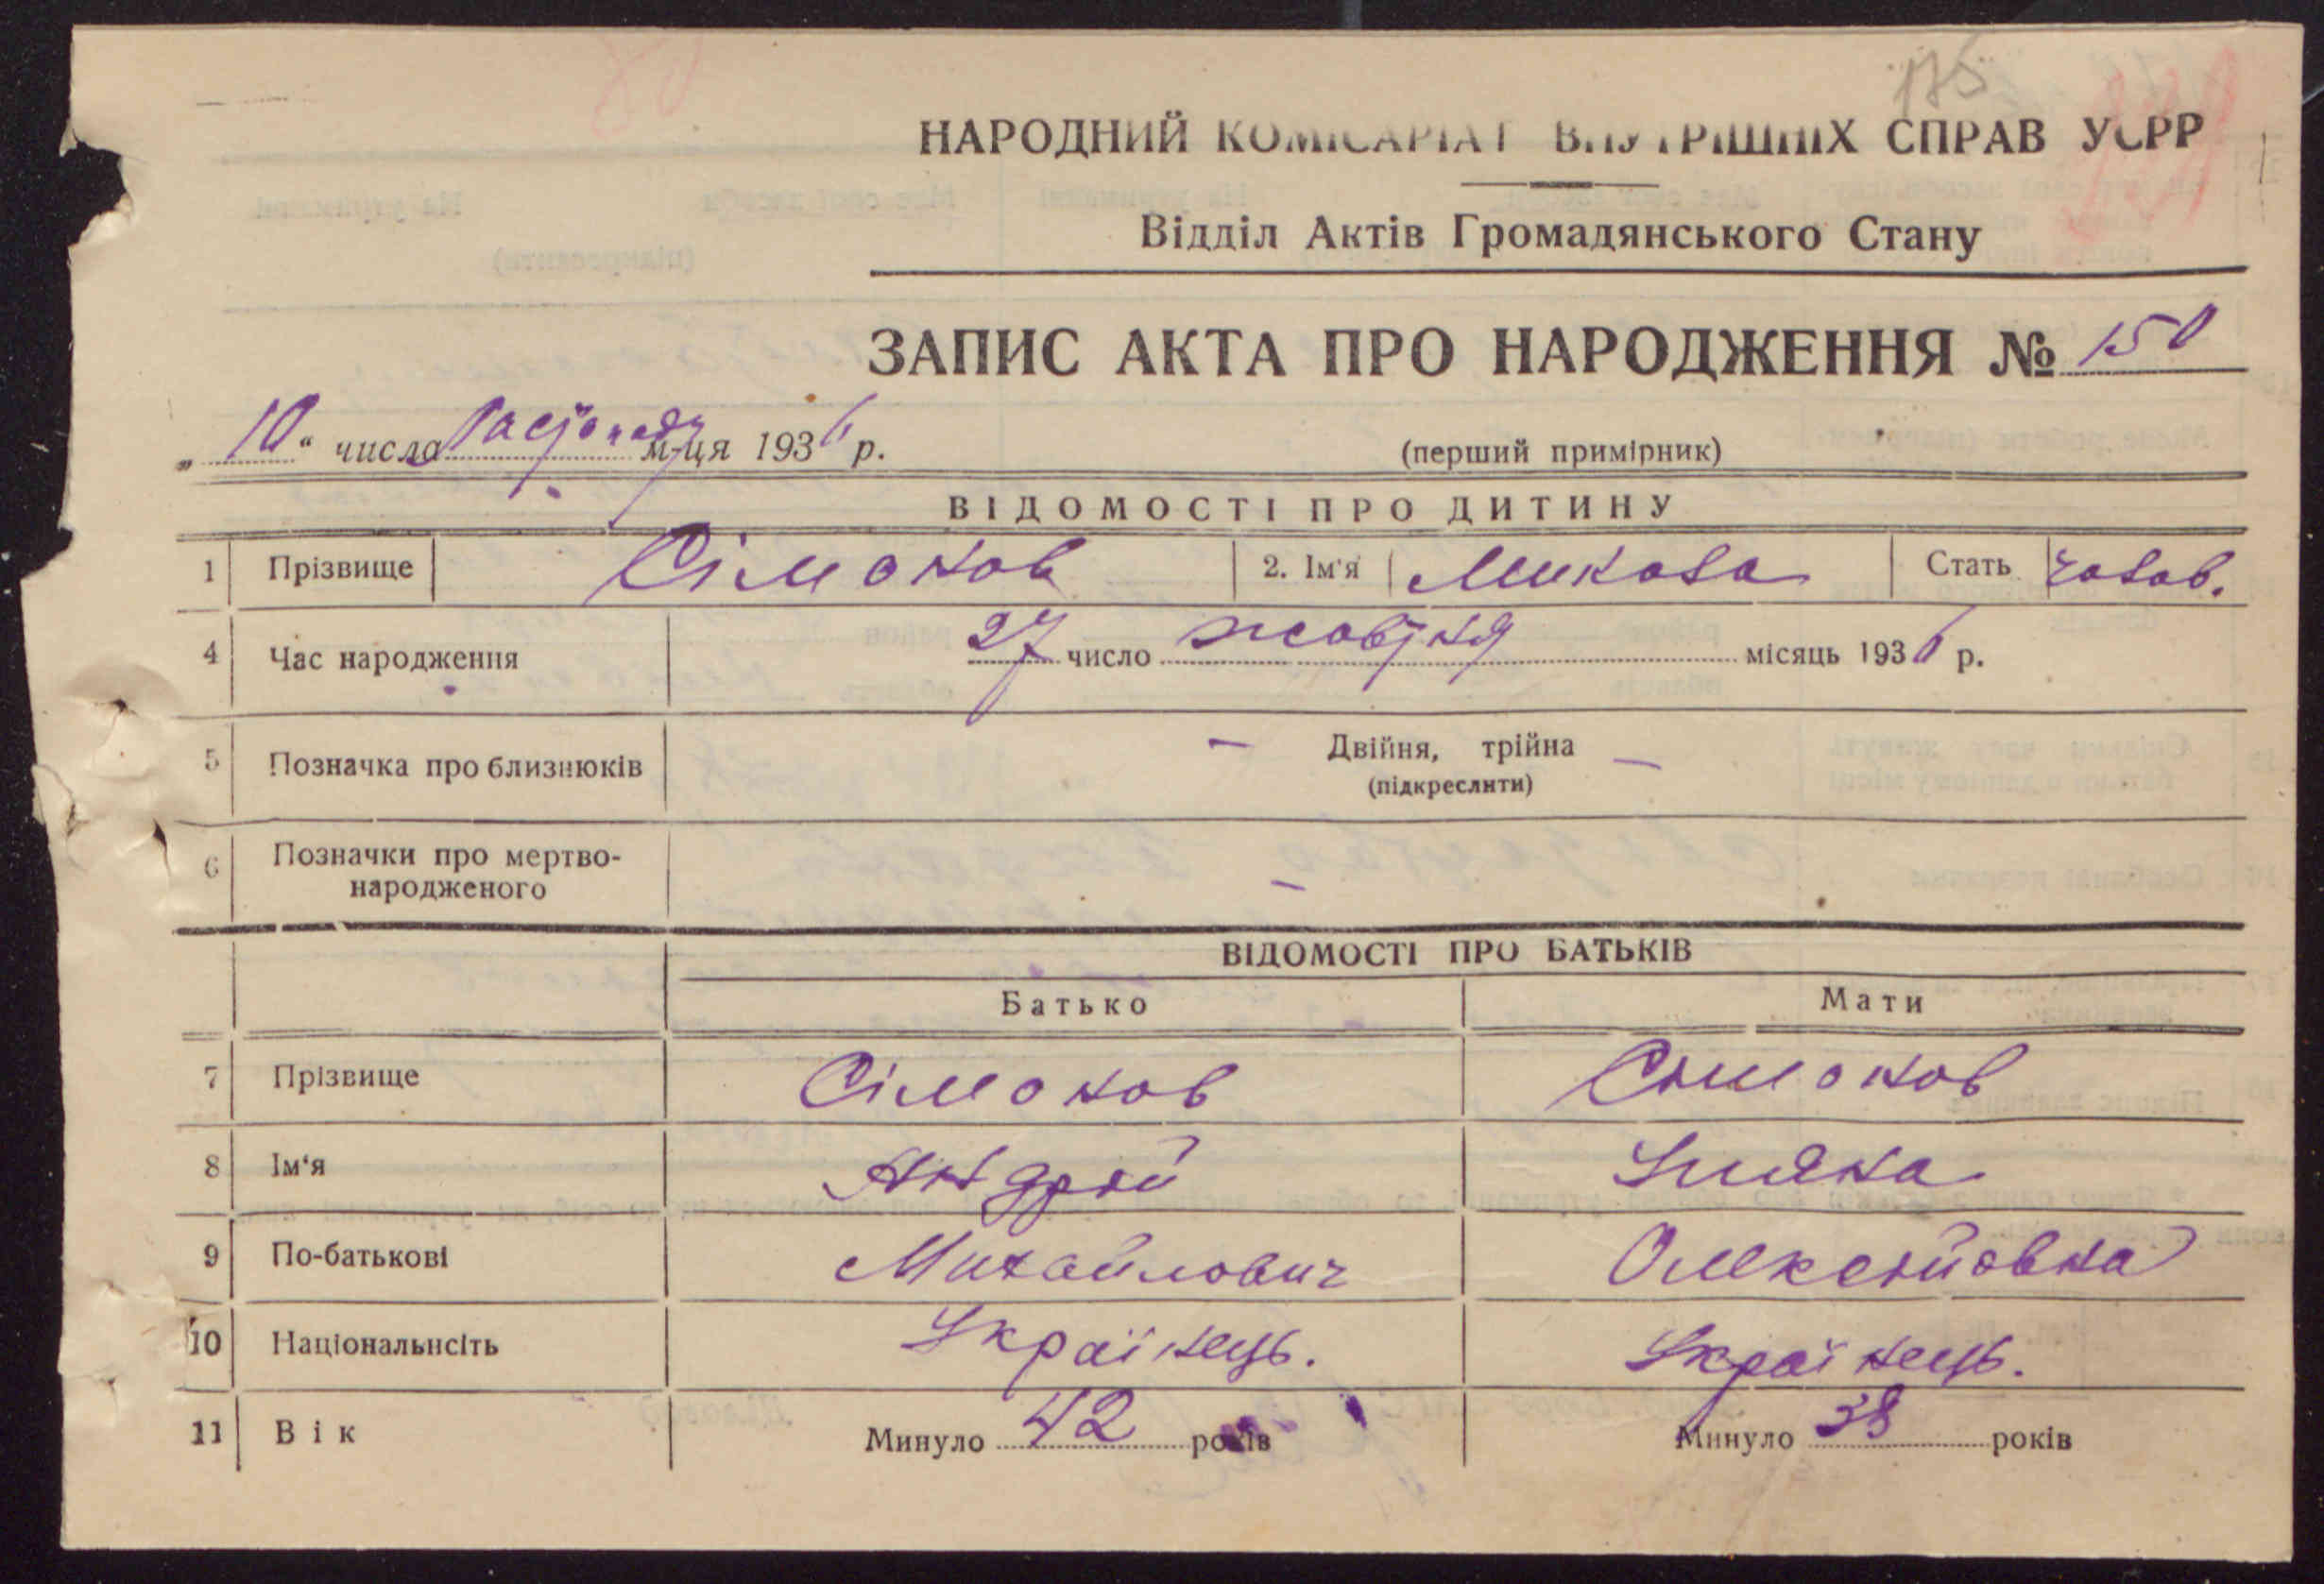 175
НАРОДНИЙ КОМІСАРІАТ ВНУТРІШНІХ СПРАВ УСРР
Відділ Актів Громадянського Стану
ЗАПИС АКТА ПРО НАРОДЖЕННЯ № 150
„10“ числа м-ця 1936 р.
(перший примірник)
ВІДОМОСТІ ПРО ДИТИНУ
1 Прізвище Сімонов 2. Ім'я Микола Стать чолов.
4 Час народження 27 число жовтня місяць 1936 р.
5 Позначка про близнюків — Двійня, трійна —
(підкреслити)
6 Позначки про мертво-
народженого —
ВІДОМОСТІ ПРО БАТЬКІВ
Батько Мати
7 Прізвище Сімонов Сімонов
8 Ім‘я Андрій
9 По-батькові Михайлович Олексійовна
10 Національнсіть Українець. Українець.
11 Вік Минуло 42 років Минуло 38 років